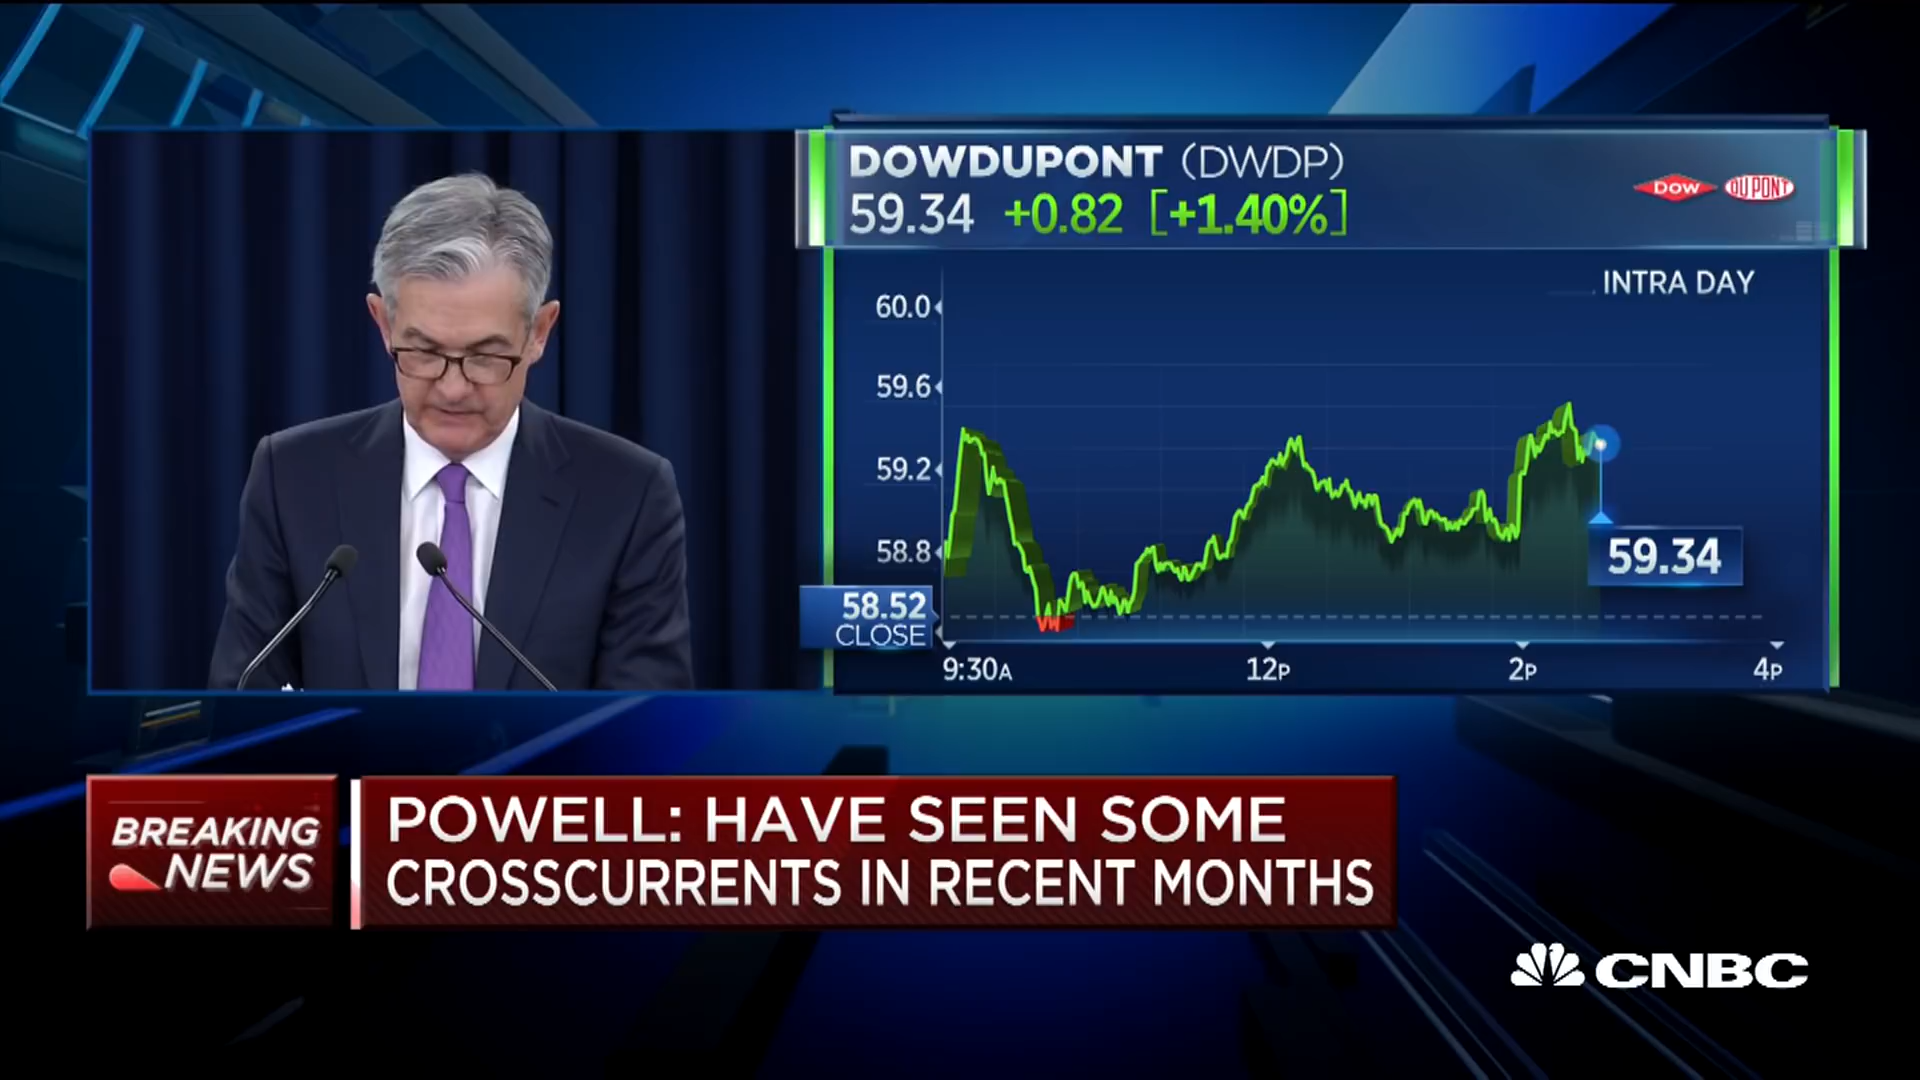 DOWDUPONT (DWDP)
59.34 +0.82 [+1.40%]
DOW DU PONT
INTRA DAY
60.0
59.6
59.2
58.8
58.52
CLOSE
59.34
9:30A 12P 2P 4P
BREAKING
NEWS
POWELL: HAVE SEEN SOME
CROSSCURRENTS IN RECENT MONTHS
CNBC